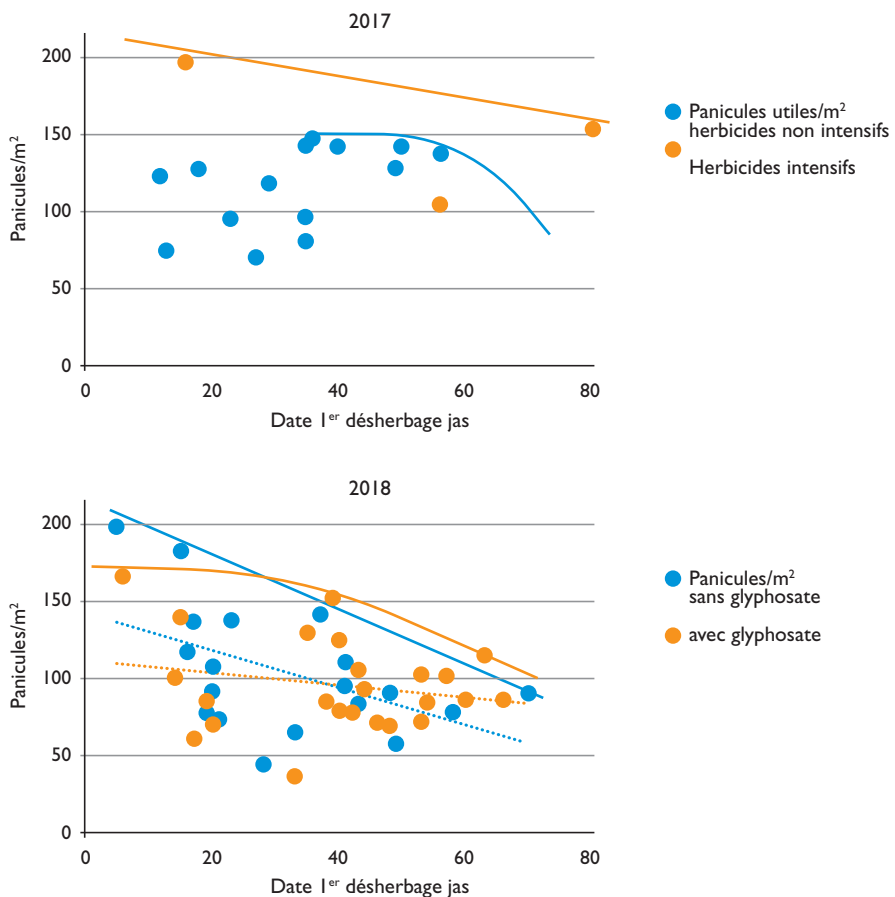 2017
Panicules/m²
200
150
100
50
0
0 20 40 60 80
Date 1er désherbage jas
Panicules utiles/m²
herbicides non intensifs
Herbicides intensifs
2018
Panicules/m²
200
150
100
50
0
0 20 40 60 80
Date 1er désherbage jas
Panicules/m²
sans glyphosate
avec glyphosate